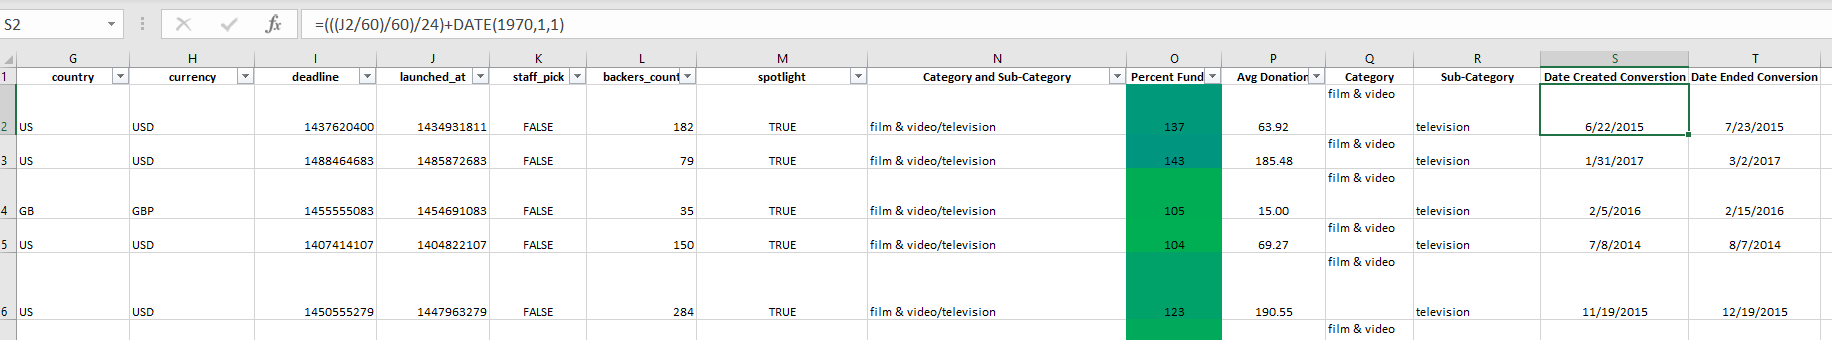 S2 fx =(((J2/60)/60)/24)+DATE(1970,1,1)
G H I J K L M N O P Q R S T
1 country currency deadline launched_at staff_pick backers_count spotlight Category and Sub-Category Percent Fund Avg Donation Category Sub-Category Date Created Converstion Date Ended Conversion
film & video
2 US USD 1437620400 1434931811 FALSE 182 TRUE film & video/television 137 63.92 television 6/22/2015 7/23/2015
film & video
3 US USD 1488464683 1485872683 FALSE 79 TRUE film & video/television 143 185.48 television 1/31/2017 3/2/2017
film & video
4 GB GBP 1455555083 1454691083 FALSE 35 TRUE film & video/television 105 15.00 television 2/5/2016 2/15/2016
film & video
5 US USD 1407414107 1404822107 FALSE 150 TRUE film & video/television 104 69.27 television 7/8/2014 8/7/2014
film & video
6 US USD 1450555279 1447963279 FALSE 284 TRUE film & video/television 123 190.55 television 11/19/2015 12/19/2015
film & video